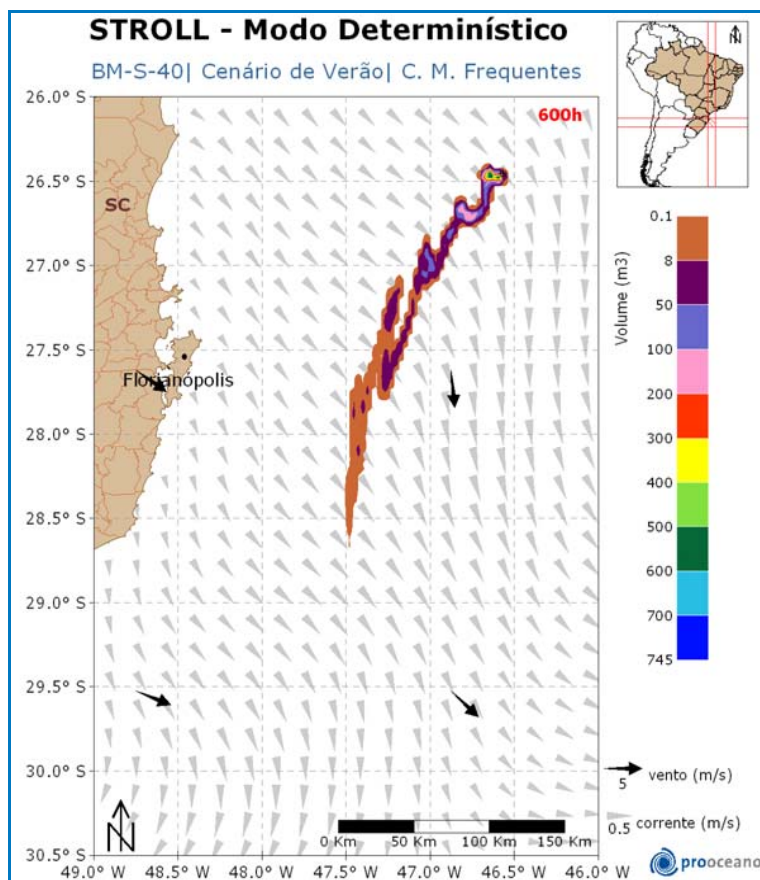 STROLL - Modo Determinístico
BM-S-40| Cenário de Verão| C. M. Frequentes
N
26.0° S
600h
26.5° S
SC
27.0° S
27.5° S
Florianópolis
28.0° S
28.5° S
29.0° S
29.5° S
30.0° S
30.5° S
49.0° W
48.5° W
48.0° W
47.5° W
47.0° W
46.5° W
46.0° W
N
0 Km
50 Km
100 Km
150 Km
Volume (m3)
0.1
8
50
100
200
300
400
500
600
700
745
5
vento (m/s)
0.5
corrente (m/s)
prooceano